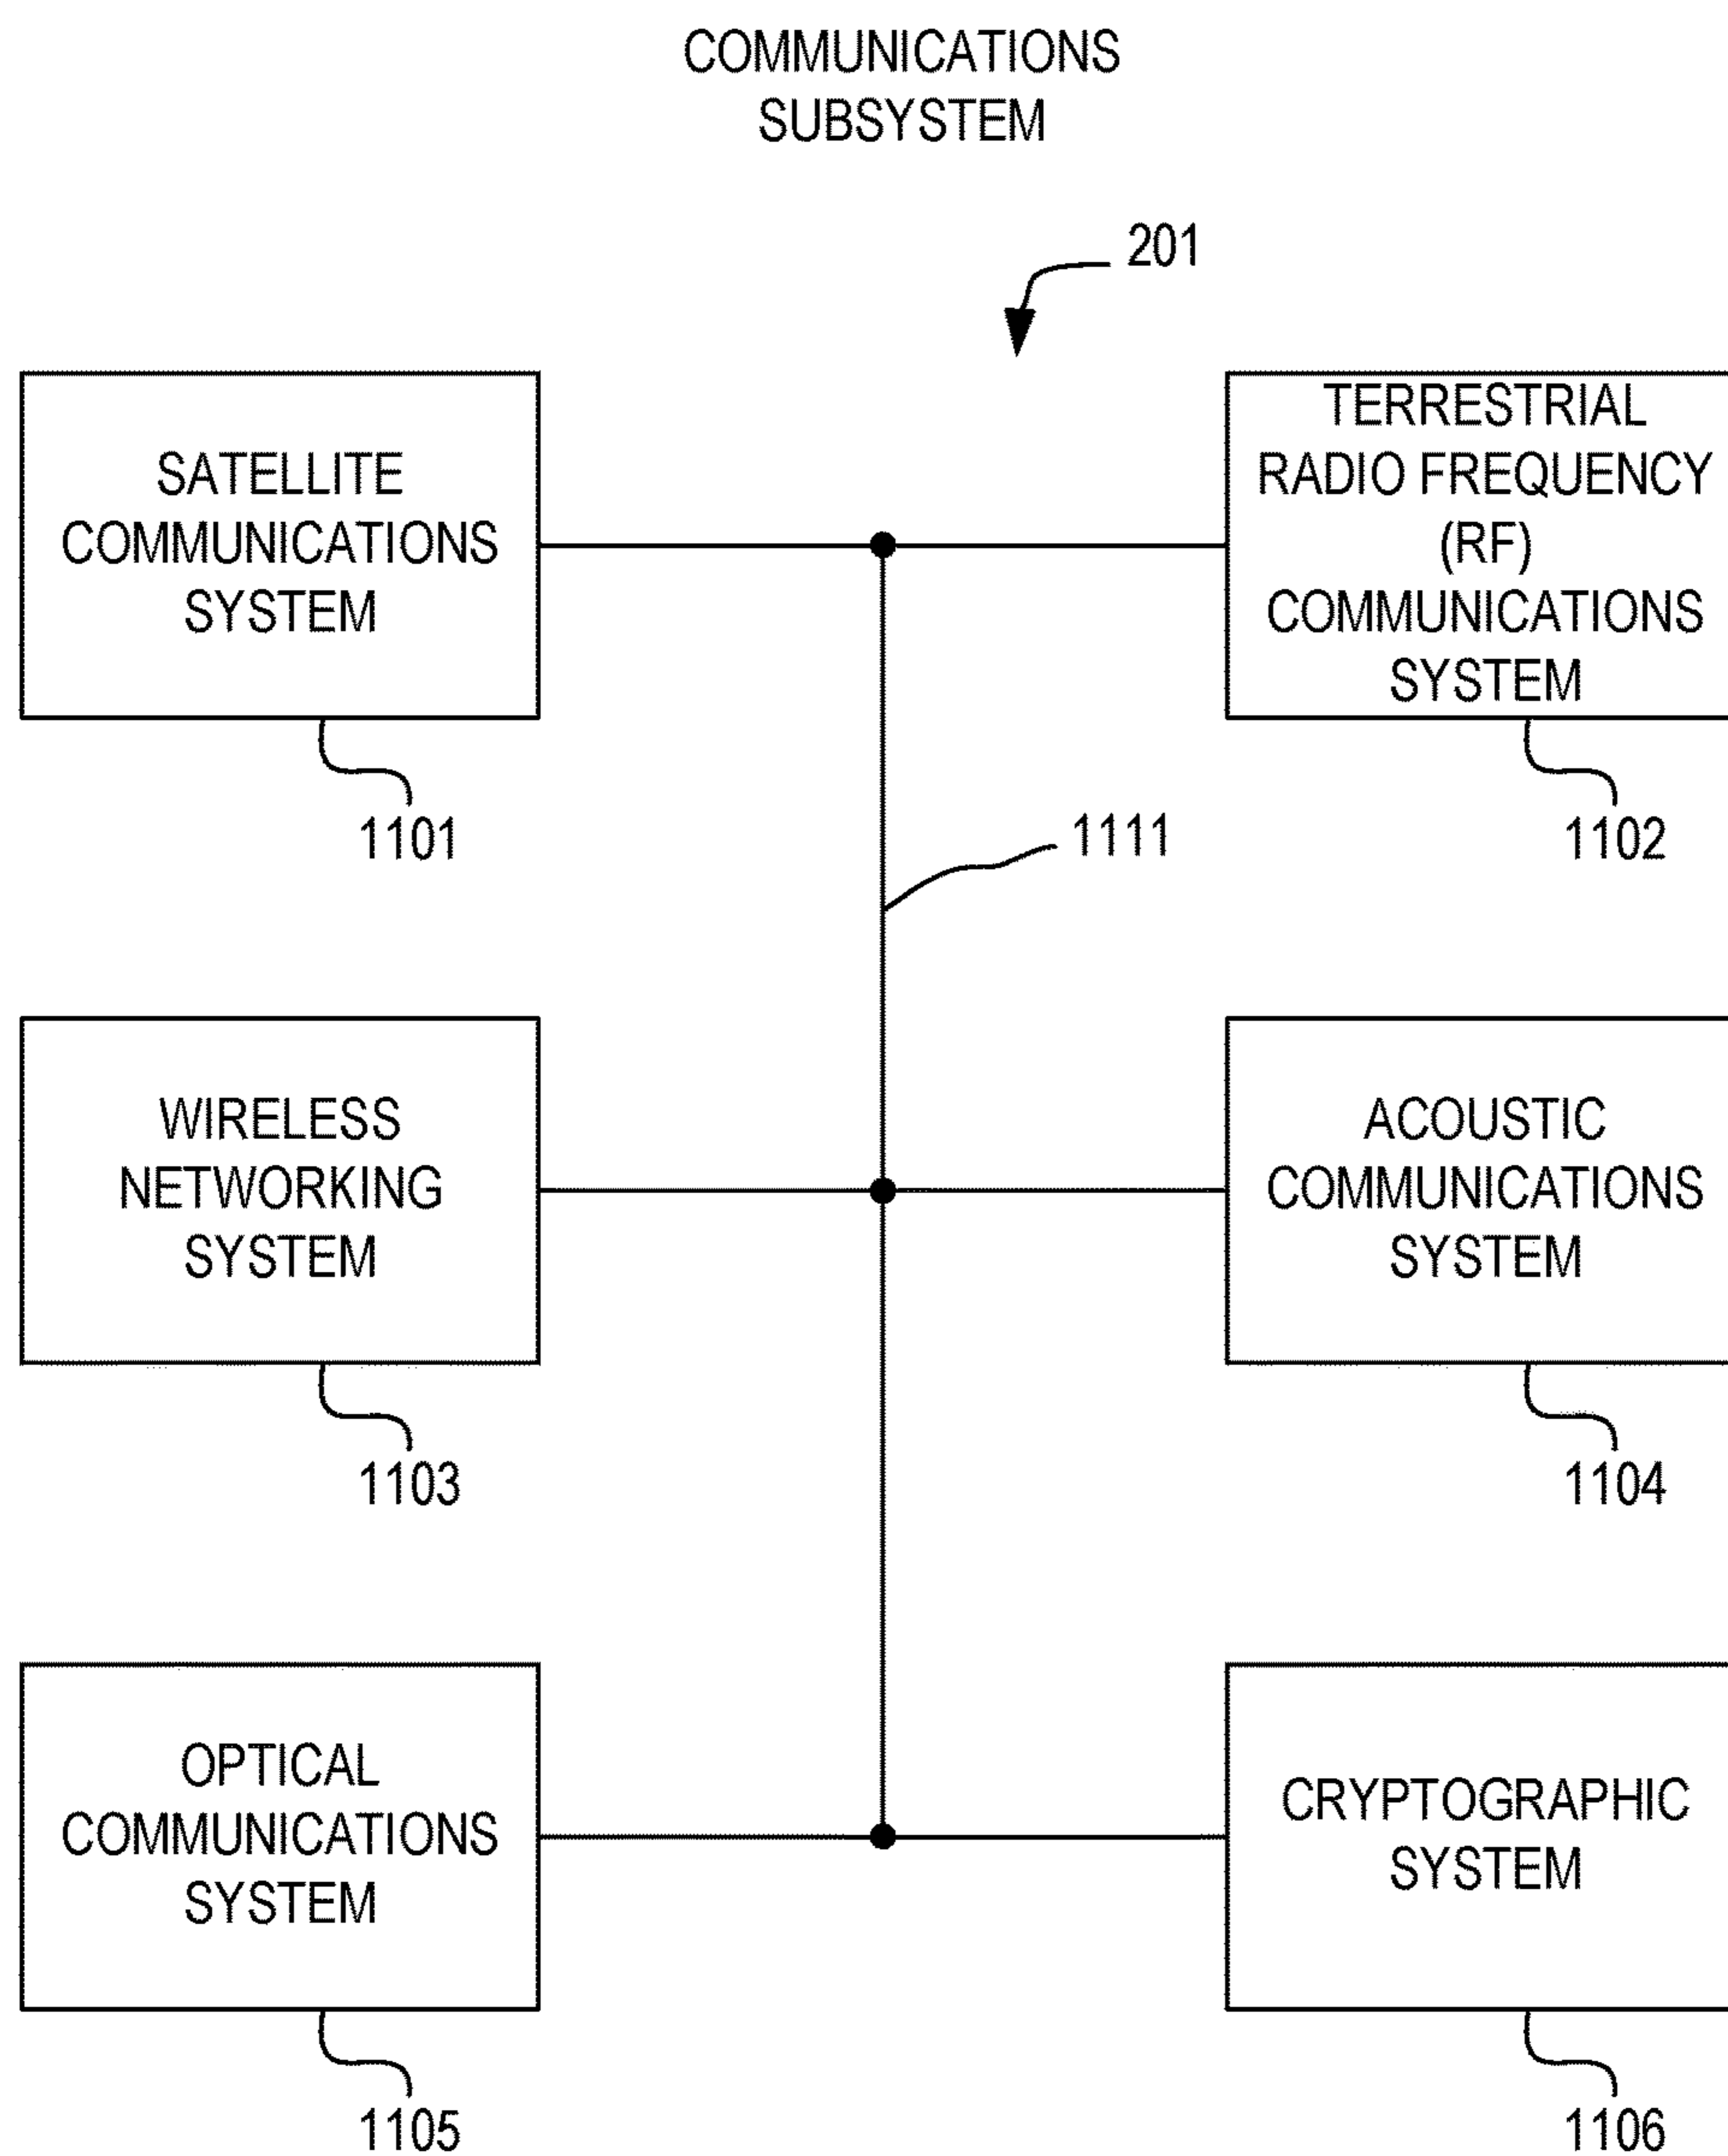 COMMUNICATIONS
SUBSYSTEM
201
SATELLITE
COMMUNICATIONS
SYSTEM
1101
TERRESTRIAL
RADIO FREQUENCY
(RF)
COMMUNICATIONS
SYSTEM
1102
1111
WIRELESS
NETWORKING
SYSTEM
1103
ACOUSTIC
COMMUNICATIONS
SYSTEM
1104
OPTICAL
COMMUNICATIONS
SYSTEM
1105
CRYPTOGRAPHIC
SYSTEM
1106